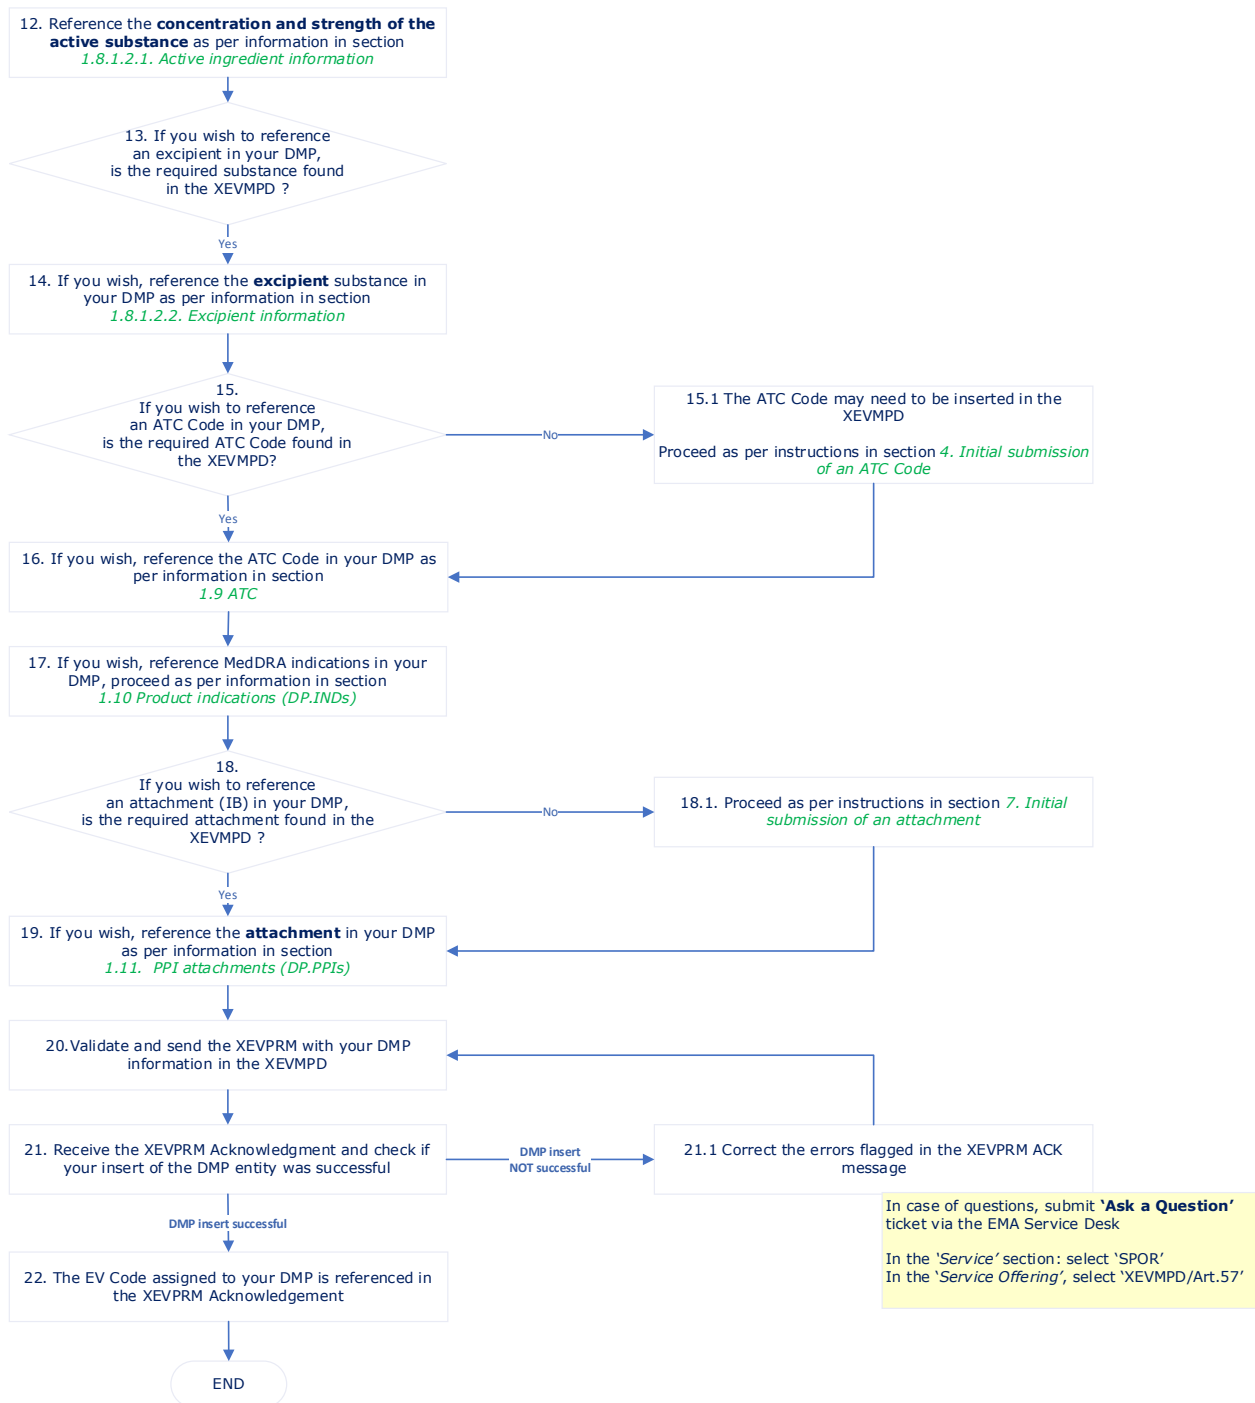 12. Reference the concentration and strength of the
active substance as per information in section
1.8.1.2.1. Active ingredient information
13. If you wish to reference
an excipient in your DMP,
is the required substance found
in the XEVMPD ?
Yes
14. If you wish, reference the excipient substance in
your DMP as per information in section
1.8.1.2.2. Excipient information
15.
If you wish to reference
an ATC Code in your DMP,
is the required ATC Code found in
the XEVMPD?
No
15.1 The ATC Code may need to be inserted in the
XEVMPD
Proceed as per instructions in section 4. Initial submission
of an ATC Code
Yes
16. If you wish, reference the ATC Code in your DMP as
per information in section
1.9 ATC
17. If you wish, reference MedDRA indications in your
DMP, proceed as per information in section
1.10 Product indications (DP.INDs)
18.
If you wish to reference
an attachment (IB) in your DMP,
is the required attachment found in the
XEVMPD ?
No
18.1. Proceed as per instructions in section 7. Initial
submission of an attachment
Yes
19. If you wish, reference the attachment in your DMP
as per information in section
1.11. PPI attachments (DP.PPIs)
20.Validate and send the XEVPRM with your DMP
information in the XEVMPD
21. Receive the XEVPRM Acknowledgment and check if
your insert of the DMP entity was successful
DMP insert
NOT successful
21.1 Correct the errors flagged in the XEVPRM ACK
message
In case of questions, submit ‘Ask a Question’
ticket via the EMA Service Desk
In the ‘Service’ section: select ‘SPOR’
In the ‘Service Offering’, select ‘XEVMPD/Art.57’
DMP insert successful
22. The EV Code assigned to your DMP is referenced in
the XEVPRM Acknowledgement
END